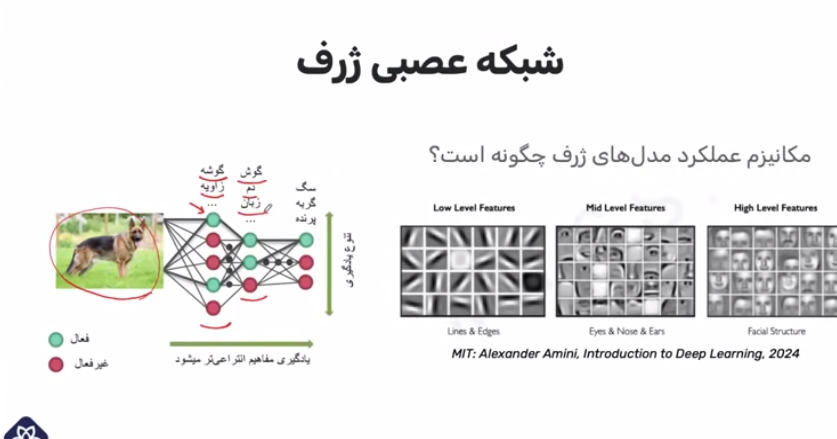 شبکه عصبی ژرف
مکانیزم عملکرد مدل‌های ژرف چگونه است؟
گوشه
زاویه
...
گوش
دم
زبان
...
سگ
گربه
پرنده
تنوع یادگیری
فعال
غیرفعال
یادگیری مفاهیم انتزاعی‌تر میشود
Low Level Features
Mid Level Features
High Level Features
Lines & Edges
Eyes & Nose & Ears
Facial Structure
MIT: Alexander Amini, Introduction to Deep Learning, 2024